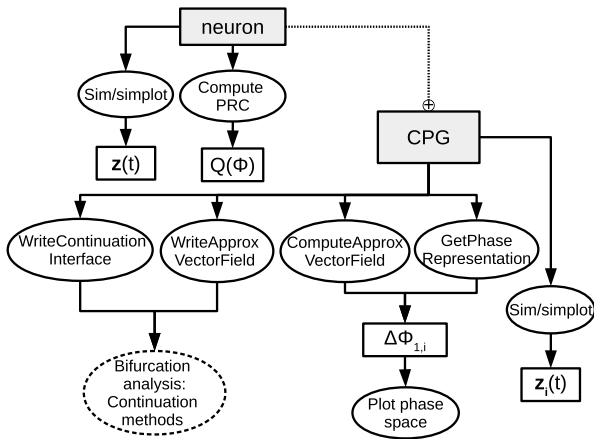 neuron
Sim/simplot
Compute
PRC
z(t)
Q(Φ)
CPG
WriteContinuation
Interface
WriteApprox
VectorField
ComputeApprox
VectorField
GetPhase
Representation
Sim/simplot
ΔΦ1,i
zi(t)
Bifurcation
analysis:
Continuation
methods
Plot phase
space